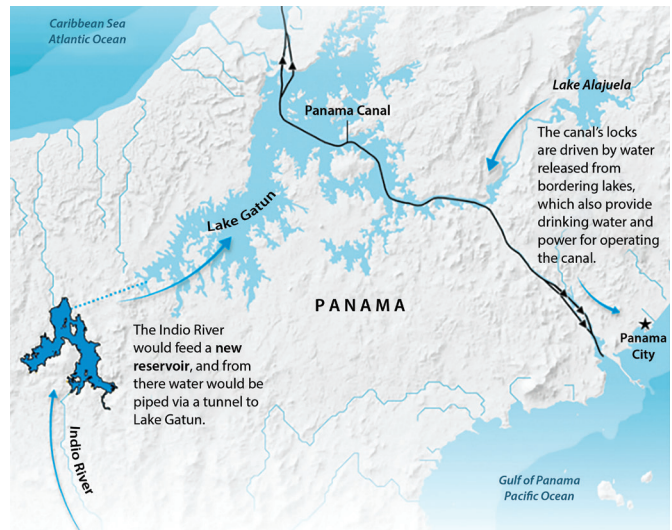 Caribbean Sea
Atlantic Ocean
Lake Alajuela
Panama Canal
The canal's locks
are driven by water
released from
bordering lakes,
which also provide
drinking water and
power for operating
the canal.
Lake Gatun
PANAMA
Panama
City
The Indio River
would feed a new
reservoir, and from
there water would be
piped via a tunnel to
Lake Gatun.
Indio River
Gulf of Panama
Pacific Ocean